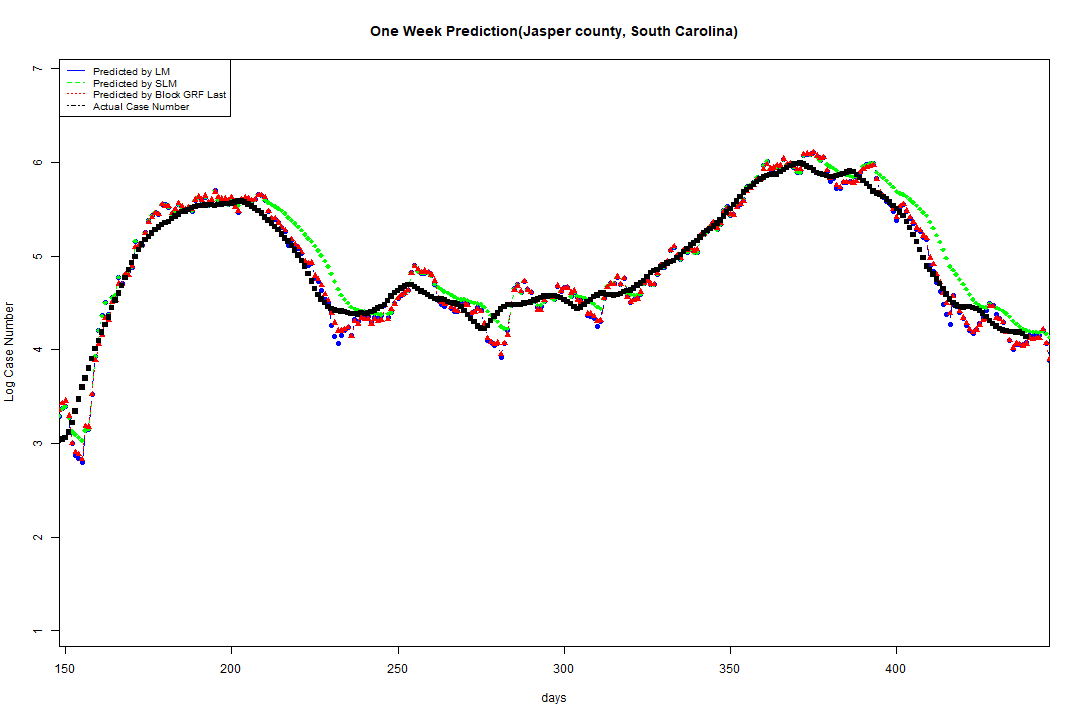 One Week Prediction(Jasper county, South Carolina)
Predicted by LM
Predicted by SLM
Predicted by Block GRF Last
Actual Case Number
7
6
5
4
3
2
1
Log Case Number
150 200 250 300 350 400
days